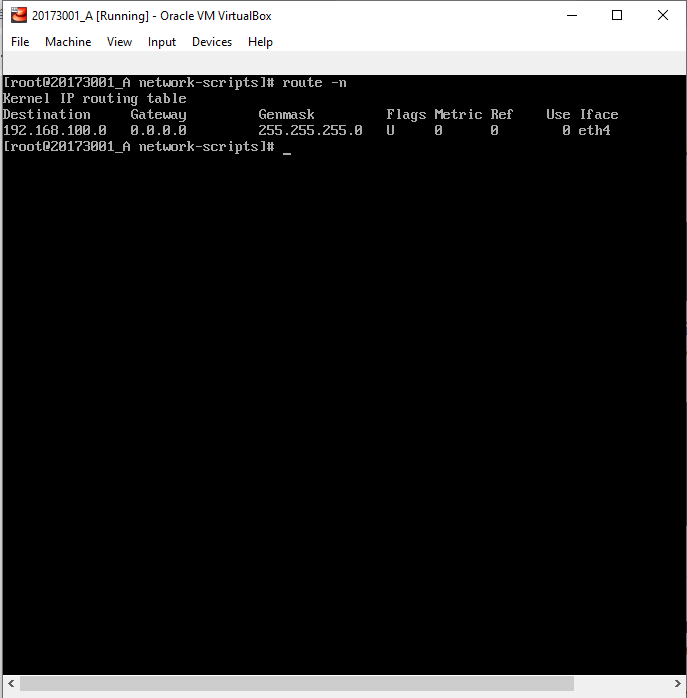 20173001_A [Running] - Oracle VM VirtualBox
File Machine View Input Devices Help
[root@20173001_A network-scripts]# route -n
Kernel IP routing table
Destination     Gateway         Genmask         Flags Metric Ref    Use Iface
192.168.100.0   0.0.0.0         255.255.255.0   U     0      0        0 eth4
[root@20173001_A network-scripts]# _